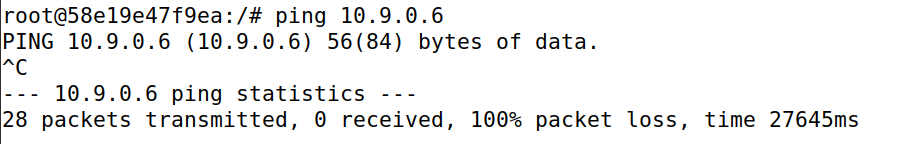 root@58e19e47f9ea:/# ping 10.9.0.6
PING 10.9.0.6 (10.9.0.6) 56(84) bytes of data.
^C
--- 10.9.0.6 ping statistics ---
28 packets transmitted, 0 received, 100% packet loss, time 27645ms